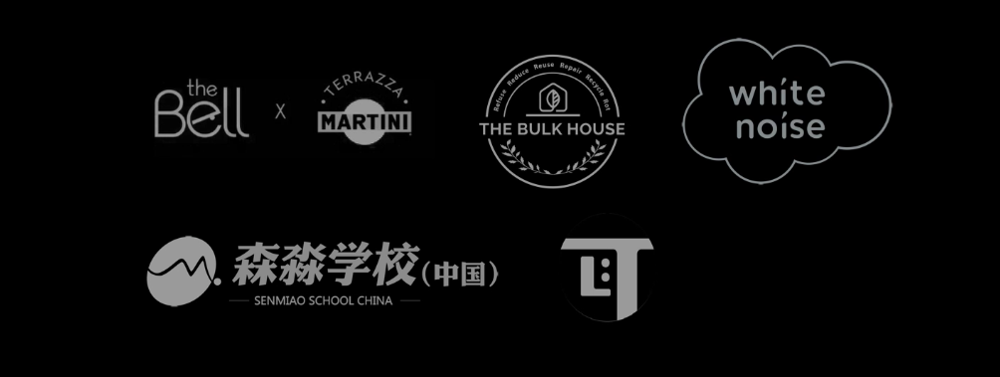 the
Bell
X
TERRAZZA
MARTINI
Refuse Reduce Reuse Repair Recycle Rot
THE BULK HOUSE
white
noise
森淼学校(中国)
SENMIAO SCHOOL CHINA